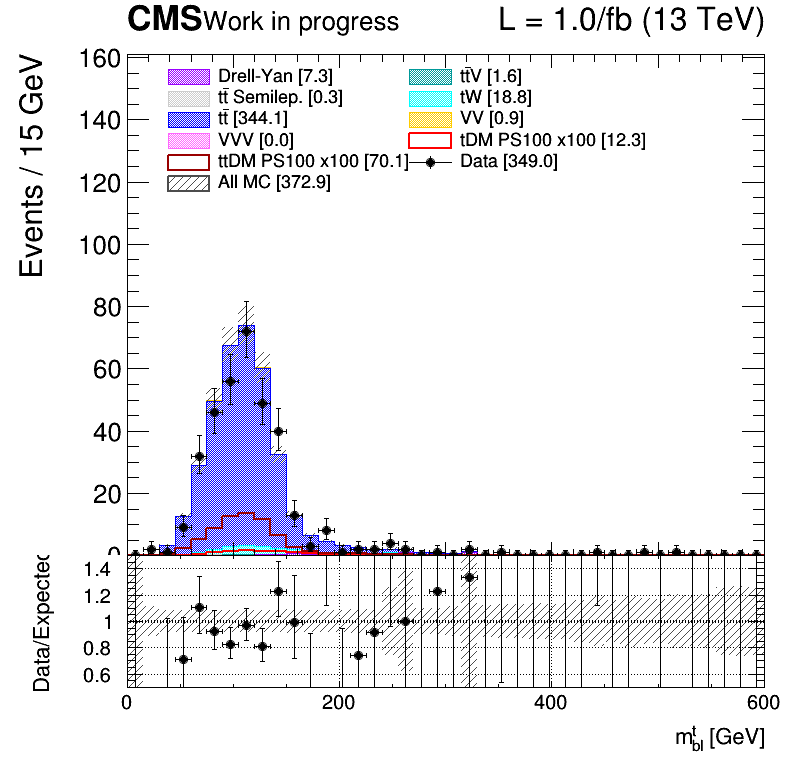 CMS Work in progress L = 1.0/fb (13 TeV)
Events / 15 GeV
160
140
120
100
80
60
40
20
0
Drell-Yan [7.3]
tt̄V [1.6]
tt̄ Semilep. [0.3]
tW [18.8]
tt̄ [344.1]
VV [0.9]
VVV [0.0]
tDM PS100 x100 [12.3]
ttDM PS100 x100 [70.1]
Data [349.0]
All MC [372.9]
Data/Expected
1.4
1.2
1
0.8
0.6
0 200 400 600
m^t_bl [GeV]